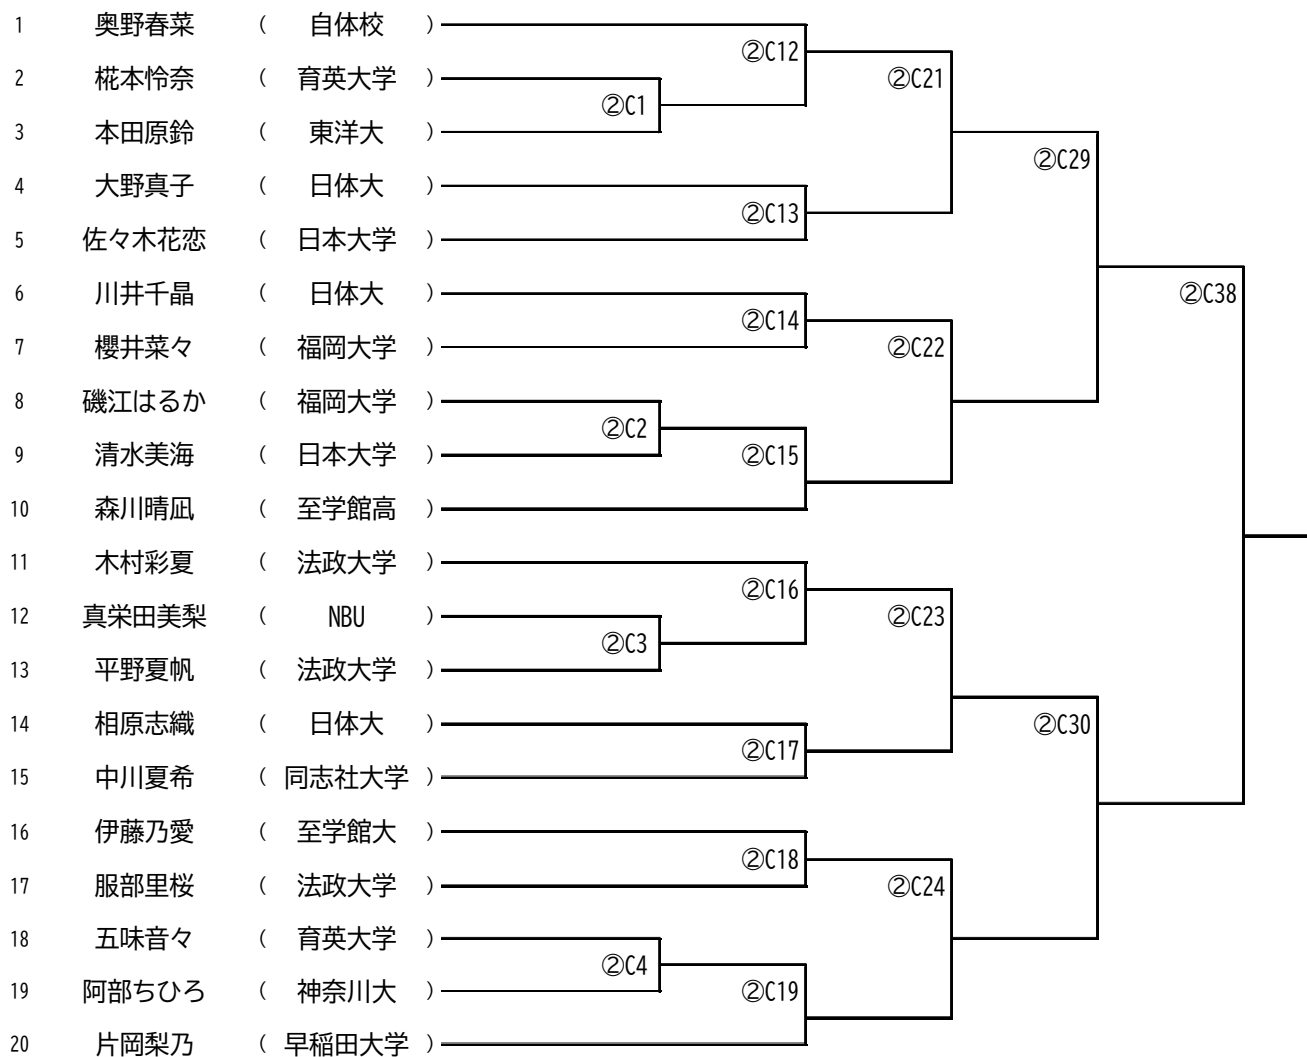 1 奥野春菜 ( 自体校 )
②C12
2 椛本怜奈 ( 育英大学 ) ②C21
②C1
3 本田原鈴 ( 東洋大 )
②C29
4 大野真子 ( 日体大 )
②C13
5 佐々木花恋 ( 日本大学 )
6 川井千晶 ( 日体大 ) ②C38
②C14
7 櫻井菜々 ( 福岡大学 ) ②C22
8 磯江はるか ( 福岡大学 )
②C2
9 清水美海 ( 日本大学 ) ②C15
10 森川晴凪 ( 至学館高 )
11 木村彩夏 ( 法政大学 )
②C16
12 真栄田美梨 ( NBU ) ②C23
②C3
13 平野夏帆 ( 法政大学 )
14 相原志織 ( 日体大 ) ②C30
②C17
15 中川夏希 ( 同志社大学 )
16 伊藤乃愛 ( 至学館大 )
②C18
17 服部里桜 ( 法政大学 ) ②C24
18 五味音々 ( 育英大学 )
②C4
19 阿部ちひろ ( 神奈川大 ) ②C19
20 片岡梨乃 ( 早稲田大学 )